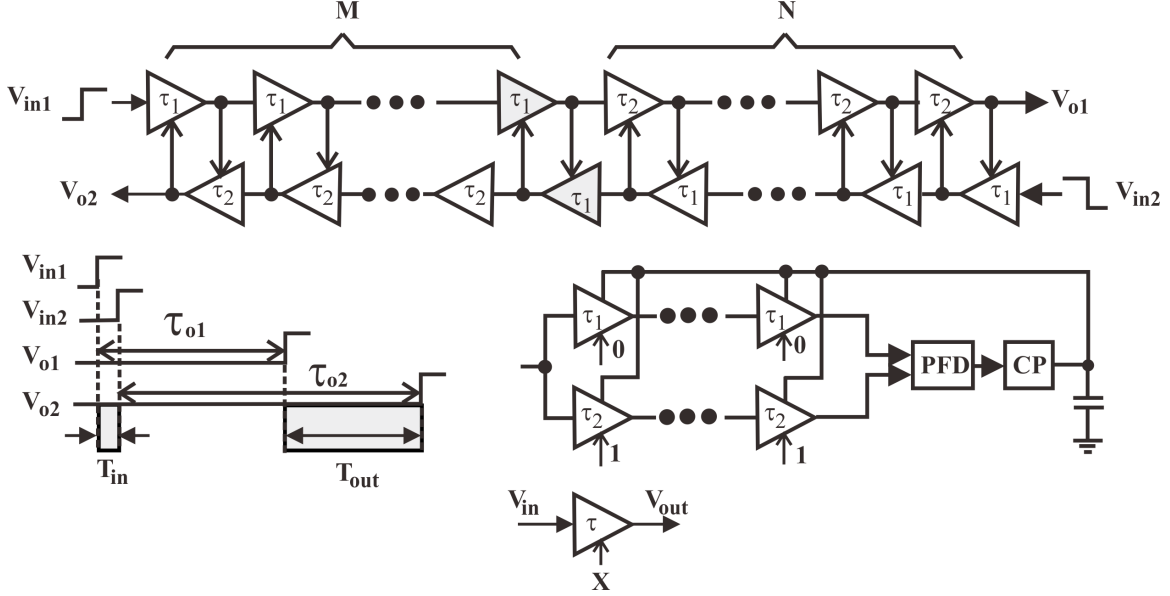 M N
V_in1 τ₁ τ₁ τ₁ τ₂ τ₂ τ₂ V_o1
V_o2 τ₂ τ₂ τ₂ τ₁ τ₁ τ₁ τ₁ V_in2
V_in1
V_in2
τ_o1
V_o1
τ_o2
V_o2
T_in T_out
τ₁ τ₁
0 0
PFD CP
τ₂ τ₂
1 1
V_in τ V_out
X